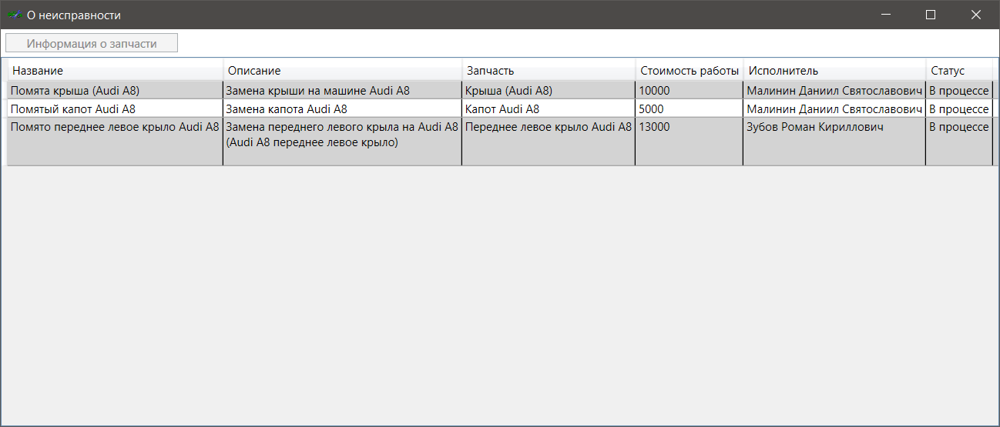 О неисправности
Информация о запчасти
Название Описание Запчасть Стоимость работы Исполнитель Статус
Помята крыша (Audi A8) Замена крыши на машине Audi A8 Крыша (Audi A8) 10000 Малинин Даниил Святославович В процессе
Помятый капот Audi A8 Замена капота Audi A8 Капот Audi A8 5000 Малинин Даниил Святославович В процессе
Помято переднее левое крыло Audi A8 Замена переднего левого крыла на Audi A8 Переднее левое крыло Audi A8 13000 Зубов Роман Кириллович В процессе
(Audi A8 переднее левое крыло)